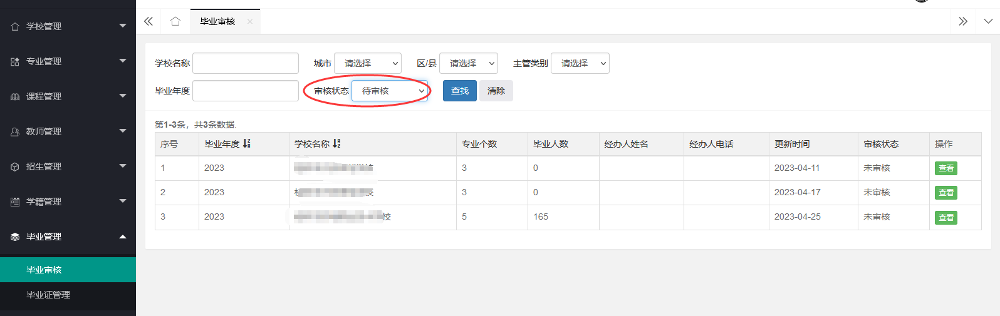 学校管理
专业管理
课程管理
教师管理
招生管理
学籍管理
毕业管理
毕业审核
毕业证管理
毕业审核
学校名称 城市 请选择 区/县 请选择 主管类别 请选择
毕业年度 审核状态 待审核 查找 清除
第1-3条，共3条数据.
序号 毕业年度 学校名称 专业个数 毕业人数 经办人姓名 经办人电话 更新时间 审核状态 操作
1 2023 3 0 2023-04-11 未审核 查看
2 2023 3 0 2023-04-17 未审核 查看
3 2023 校 5 165 2023-04-25 未审核 查看